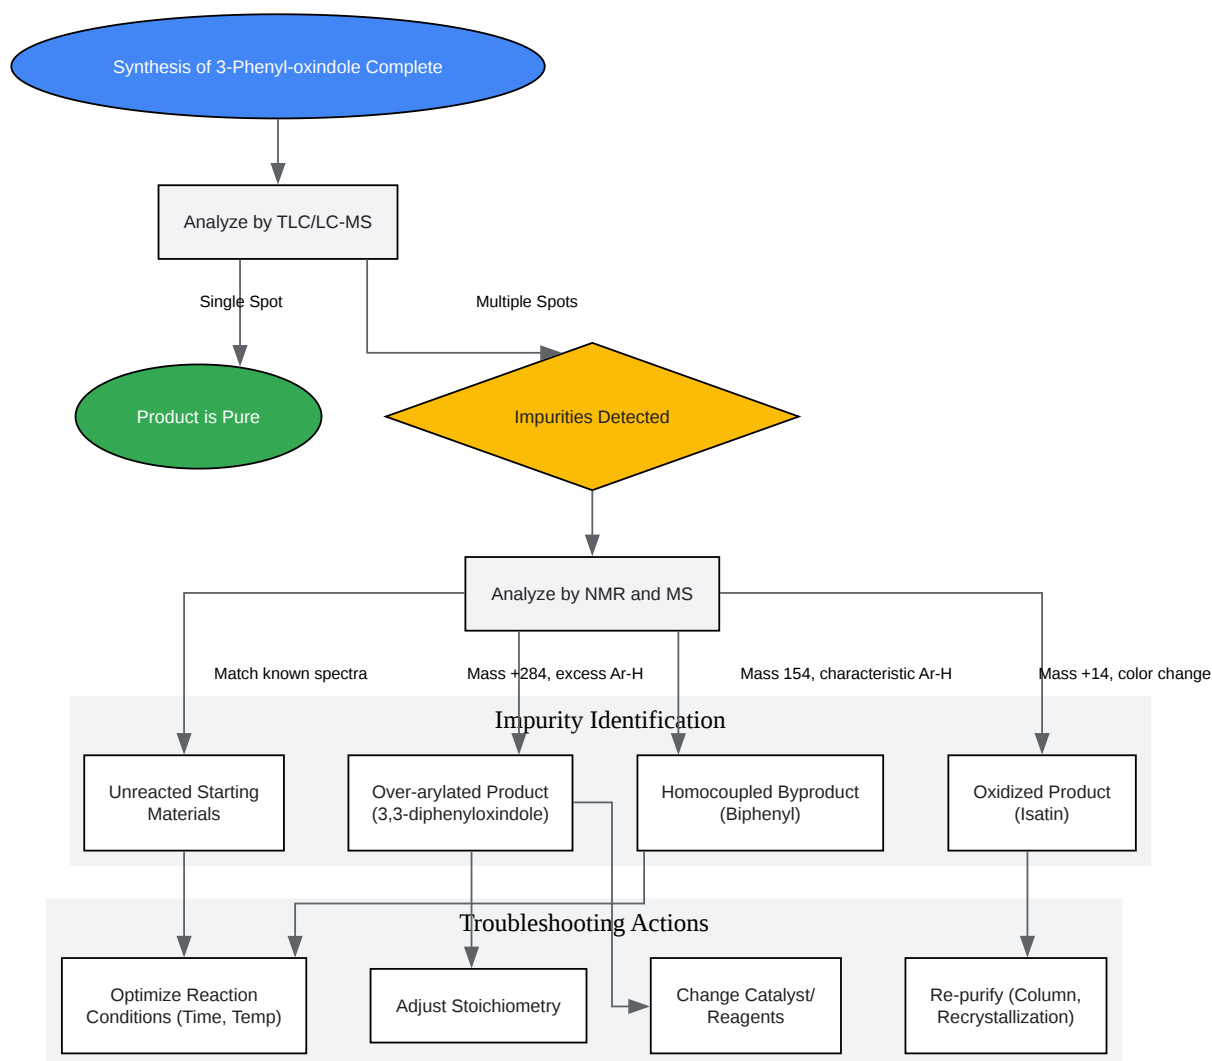 Synthesis of 3-Phenyl-oxindole Complete
Analyze by TLC/LC-MS
Single Spot
Multiple Spots
Product is Pure
Impurities Detected
Analyze by NMR and MS
Match known spectra
Mass +284, excess Ar-H
Mass 154, characteristic Ar-H
Mass +14, color change
Impurity Identification
Unreacted Starting
Materials
Over-arylated Product
(3,3-diphenyloxindole)
Homocoupled Byproduct
(Biphenyl)
Oxidized Product
(Isatin)
Troubleshooting Actions
Optimize Reaction
Conditions (Time, Temp)
Adjust Stoichiometry
Change Catalyst/
Reagents
Re-purify (Column,
Recrystallization)